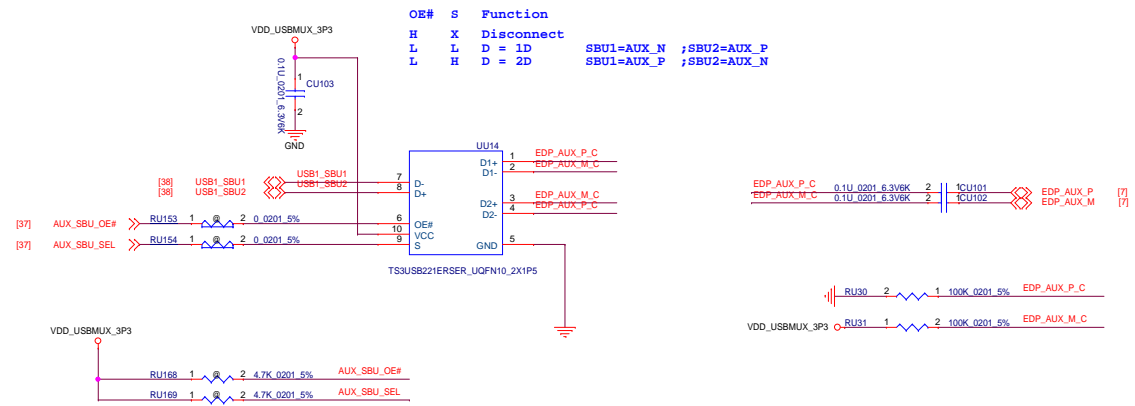 OE# S Function
H X Disconnect
L L D = 1D SBU1=AUX_N ;SBU2=AUX_P
L H D = 2D SBU1=AUX_P ;SBU2=AUX_N
VDD_USBMUX_3P3
0.1U_0201_6.3V6K
1
CU103
2
GND
UU14
[38] USB1_SBU1 USB1_SBU1 7 D-
[38] USB1_SBU2 USB1_SBU2 8 D+
[37] AUX_SBU_OE# RU153 1 @ 2 0_0201_5% 6 OE#
10 VCC
[37] AUX_SBU_SEL RU154 1 @ 2 0_0201_5% 9 S
D1+ 1 EDP_AUX_P_C
D1- 2 EDP_AUX_M_C
D2+ 3 EDP_AUX_M_C
D2- 4 EDP_AUX_P_C
GND 5
TS3USB221ERSER_UQFN10_2X1P5
EDP_AUX_P_C 0.1U_0201_6.3V6K 2 1 CU101 EDP_AUX_P [7]
EDP_AUX_M_C 0.1U_0201_6.3V6K 2 1 CU102 EDP_AUX_M [7]
RU30 2 1 100K_0201_5% EDP_AUX_P_C
VDD_USBMUX_3P3 RU31 1 2 100K_0201_5% EDP_AUX_M_C
VDD_USBMUX_3P3
RU168 1 @ 2 4.7K_0201_5% AUX_SBU_OE#
RU169 1 @ 2 4.7K_0201_5% AUX_SBU_SEL